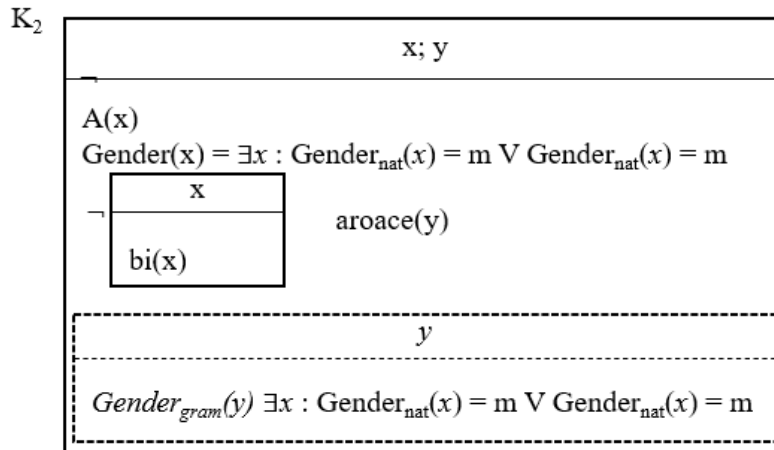 K₂
x; y
¬
A(x)
Gender(x) = ∃x : Gender_nat(x) = m V Gender_nat(x) = m
x
¬
aroace(y)
bi(x)
y
Gender_gram(y) ∃x : Gender_nat(x) = m V Gender_nat(x) = m